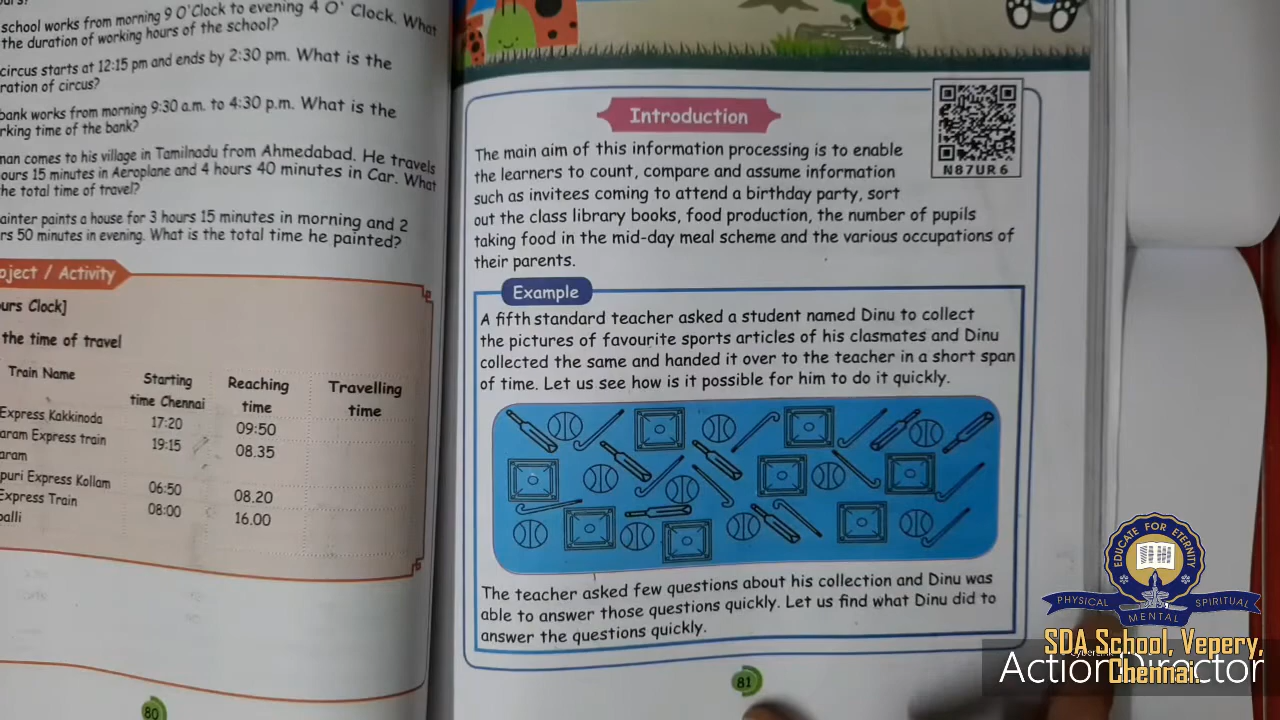 school works from morning 9 O'Clock to evening 4 O' Clock. What
the duration of working hours of the school?
circus starts at 12:15 pm and ends by 2:30 pm. What is the
ration of circus?
bank works from morning 9:30 a.m. to 4:30 p.m. What is the
rking time of the bank?
man comes to his village in Tamilnadu from Ahmedabad. He travels
ours 15 minutes in Aeroplane and 4 hours 40 minutes in Car. What
he total time of travel?
ainter paints a house for 3 hours 15 minutes in morning and 2
rs 50 minutes in evening. What is the total time he painted?
oject / Activity
urs Clock]
the time of travel
Train Name
Starting time Chennai
Reaching time
Travelling time
Express Kakkinoda 17:20 09:50
aram Express train 19:15 08.35
aram
puri Express Kollam 06:50 08.20
Express Train 08:00 16.00
palli
80
Introduction
N87UR6
The main aim of this information processing is to enable
the learners to count, compare and assume information
such as invitees coming to attend a birthday party, sort
out the class library books, food production, the number of pupils
taking food in the mid-day meal scheme and the various occupations of
their parents.
Example
A fifth standard teacher asked a student named Dinu to collect
the pictures of favourite sports articles of his clasmates and Dinu
collected the same and handed it over to the teacher in a short span
of time. Let us see how is it possible for him to do it quickly.
The teacher asked few questions about his collection and Dinu was
able to answer those questions quickly. Let us find what Dinu did to
answer the questions quickly.
81
EDUCATE FOR ETERNITY
PHYSICAL MENTAL SPIRITUAL
SDA School, Vepery,
Chennai.
Action Director